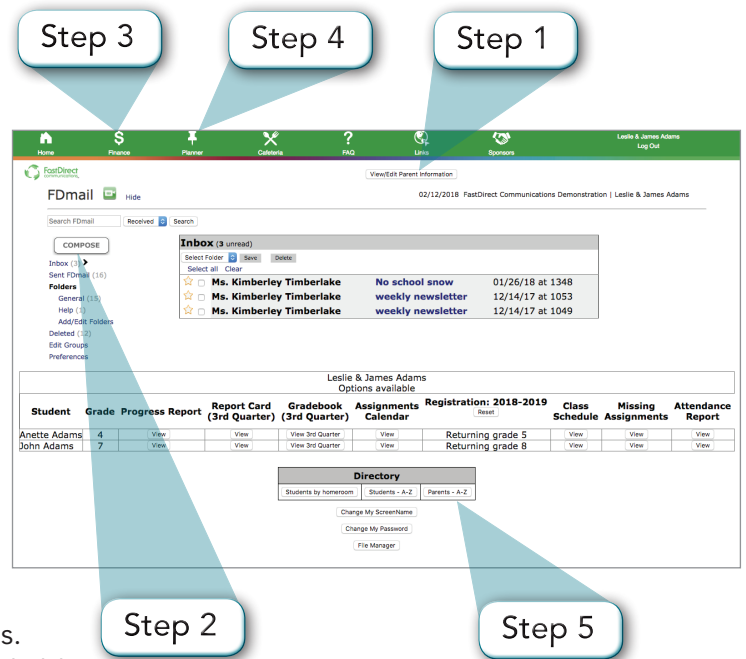 Step 3
Step 4
Step 1
Home
Finance
Planner
Cafeteria
FAQ
Links
Sponsors
Leslie & James Adams
Log Out
FastDirect
communications
View/Edit Parent Information
FDmail Hide
02/12/2018 FastDirect Communications Demonstration | Leslie & James Adams
Search FDmail Received Search
COMPOSE
Inbox (3)
Sent FDmail (16)
Folders
General (15)
Help (1)
Add/Edit Folders
Deleted (12)
Edit Groups
Preferences
Inbox (3 unread)
Select Folder Save Delete
Select all Clear
Ms. Kimberley Timberlake No school snow 01/26/18 at 1348
Ms. Kimberley Timberlake weekly newsletter 12/14/17 at 1053
Ms. Kimberley Timberlake weekly newsletter 12/14/17 at 1049
Leslie & James Adams
Options available
Student Grade Progress Report Report Card (3rd Quarter) Gradebook (3rd Quarter) Assignments Calendar Registration: 2018-2019 Reset Class Schedule Missing Assignments Attendance Report
Anette Adams 4 View View View 3rd Quarter View Returning grade 5 View View View
John Adams 7 View View View 3rd Quarter View Returning grade 8 View View View
Directory
Students by homeroom Students - A-Z Parents - A-Z
Change My ScreenName
Change My Password
File Manager
Step 2
Step 5
s.